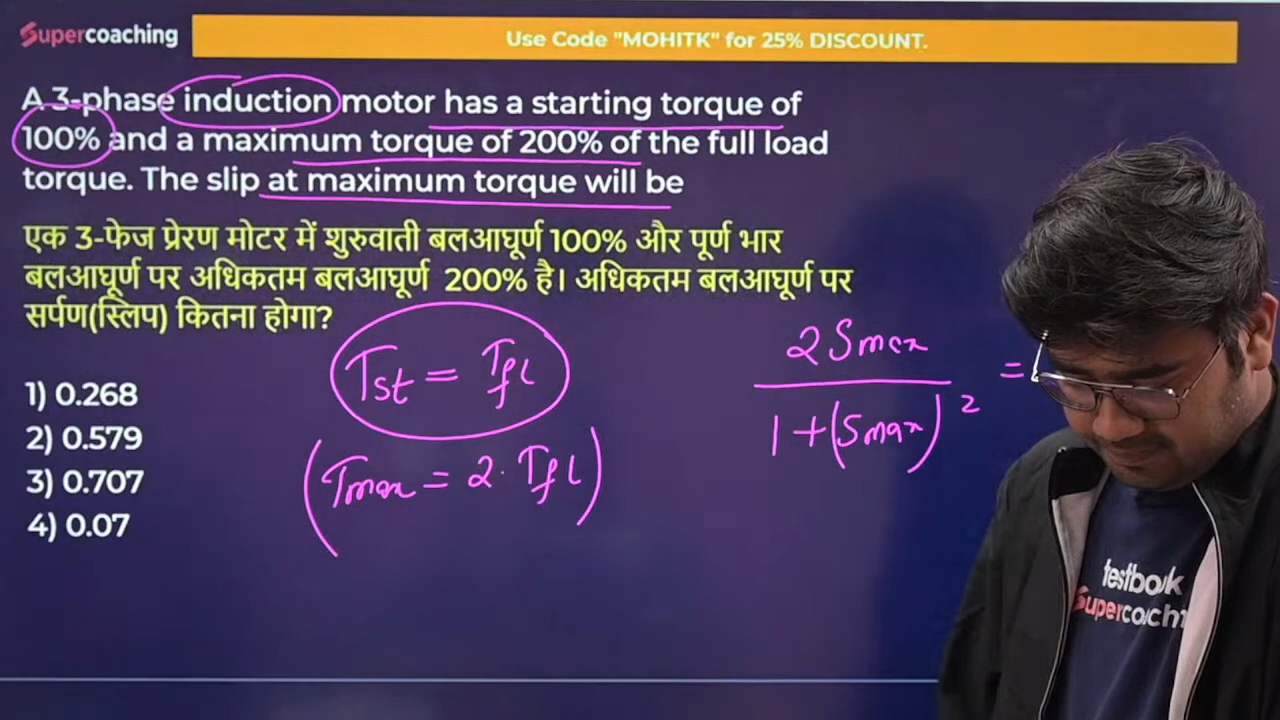 Supercoaching
Use Code "MOHITK" for 25% DISCOUNT.
A 3-phase induction motor has a starting torque of
100% and a maximum torque of 200% of the full load
torque. The slip at maximum torque will be
एक 3-फेज प्रेरण मोटर में शुरुवाती बलआघूर्ण 100% और पूर्ण भार
बलआघूर्ण पर अधिकतम बलआघूर्ण 200% है। अधिकतम बलआघूर्ण पर
सर्पण(स्लिप) कितना होगा?
1) 0.268
2) 0.579
3) 0.707
4) 0.07
Tst = Tfl
(Tmax = 2. Tfl)
2 Smax
1+(Smax)²
=
testbook
Supercoach